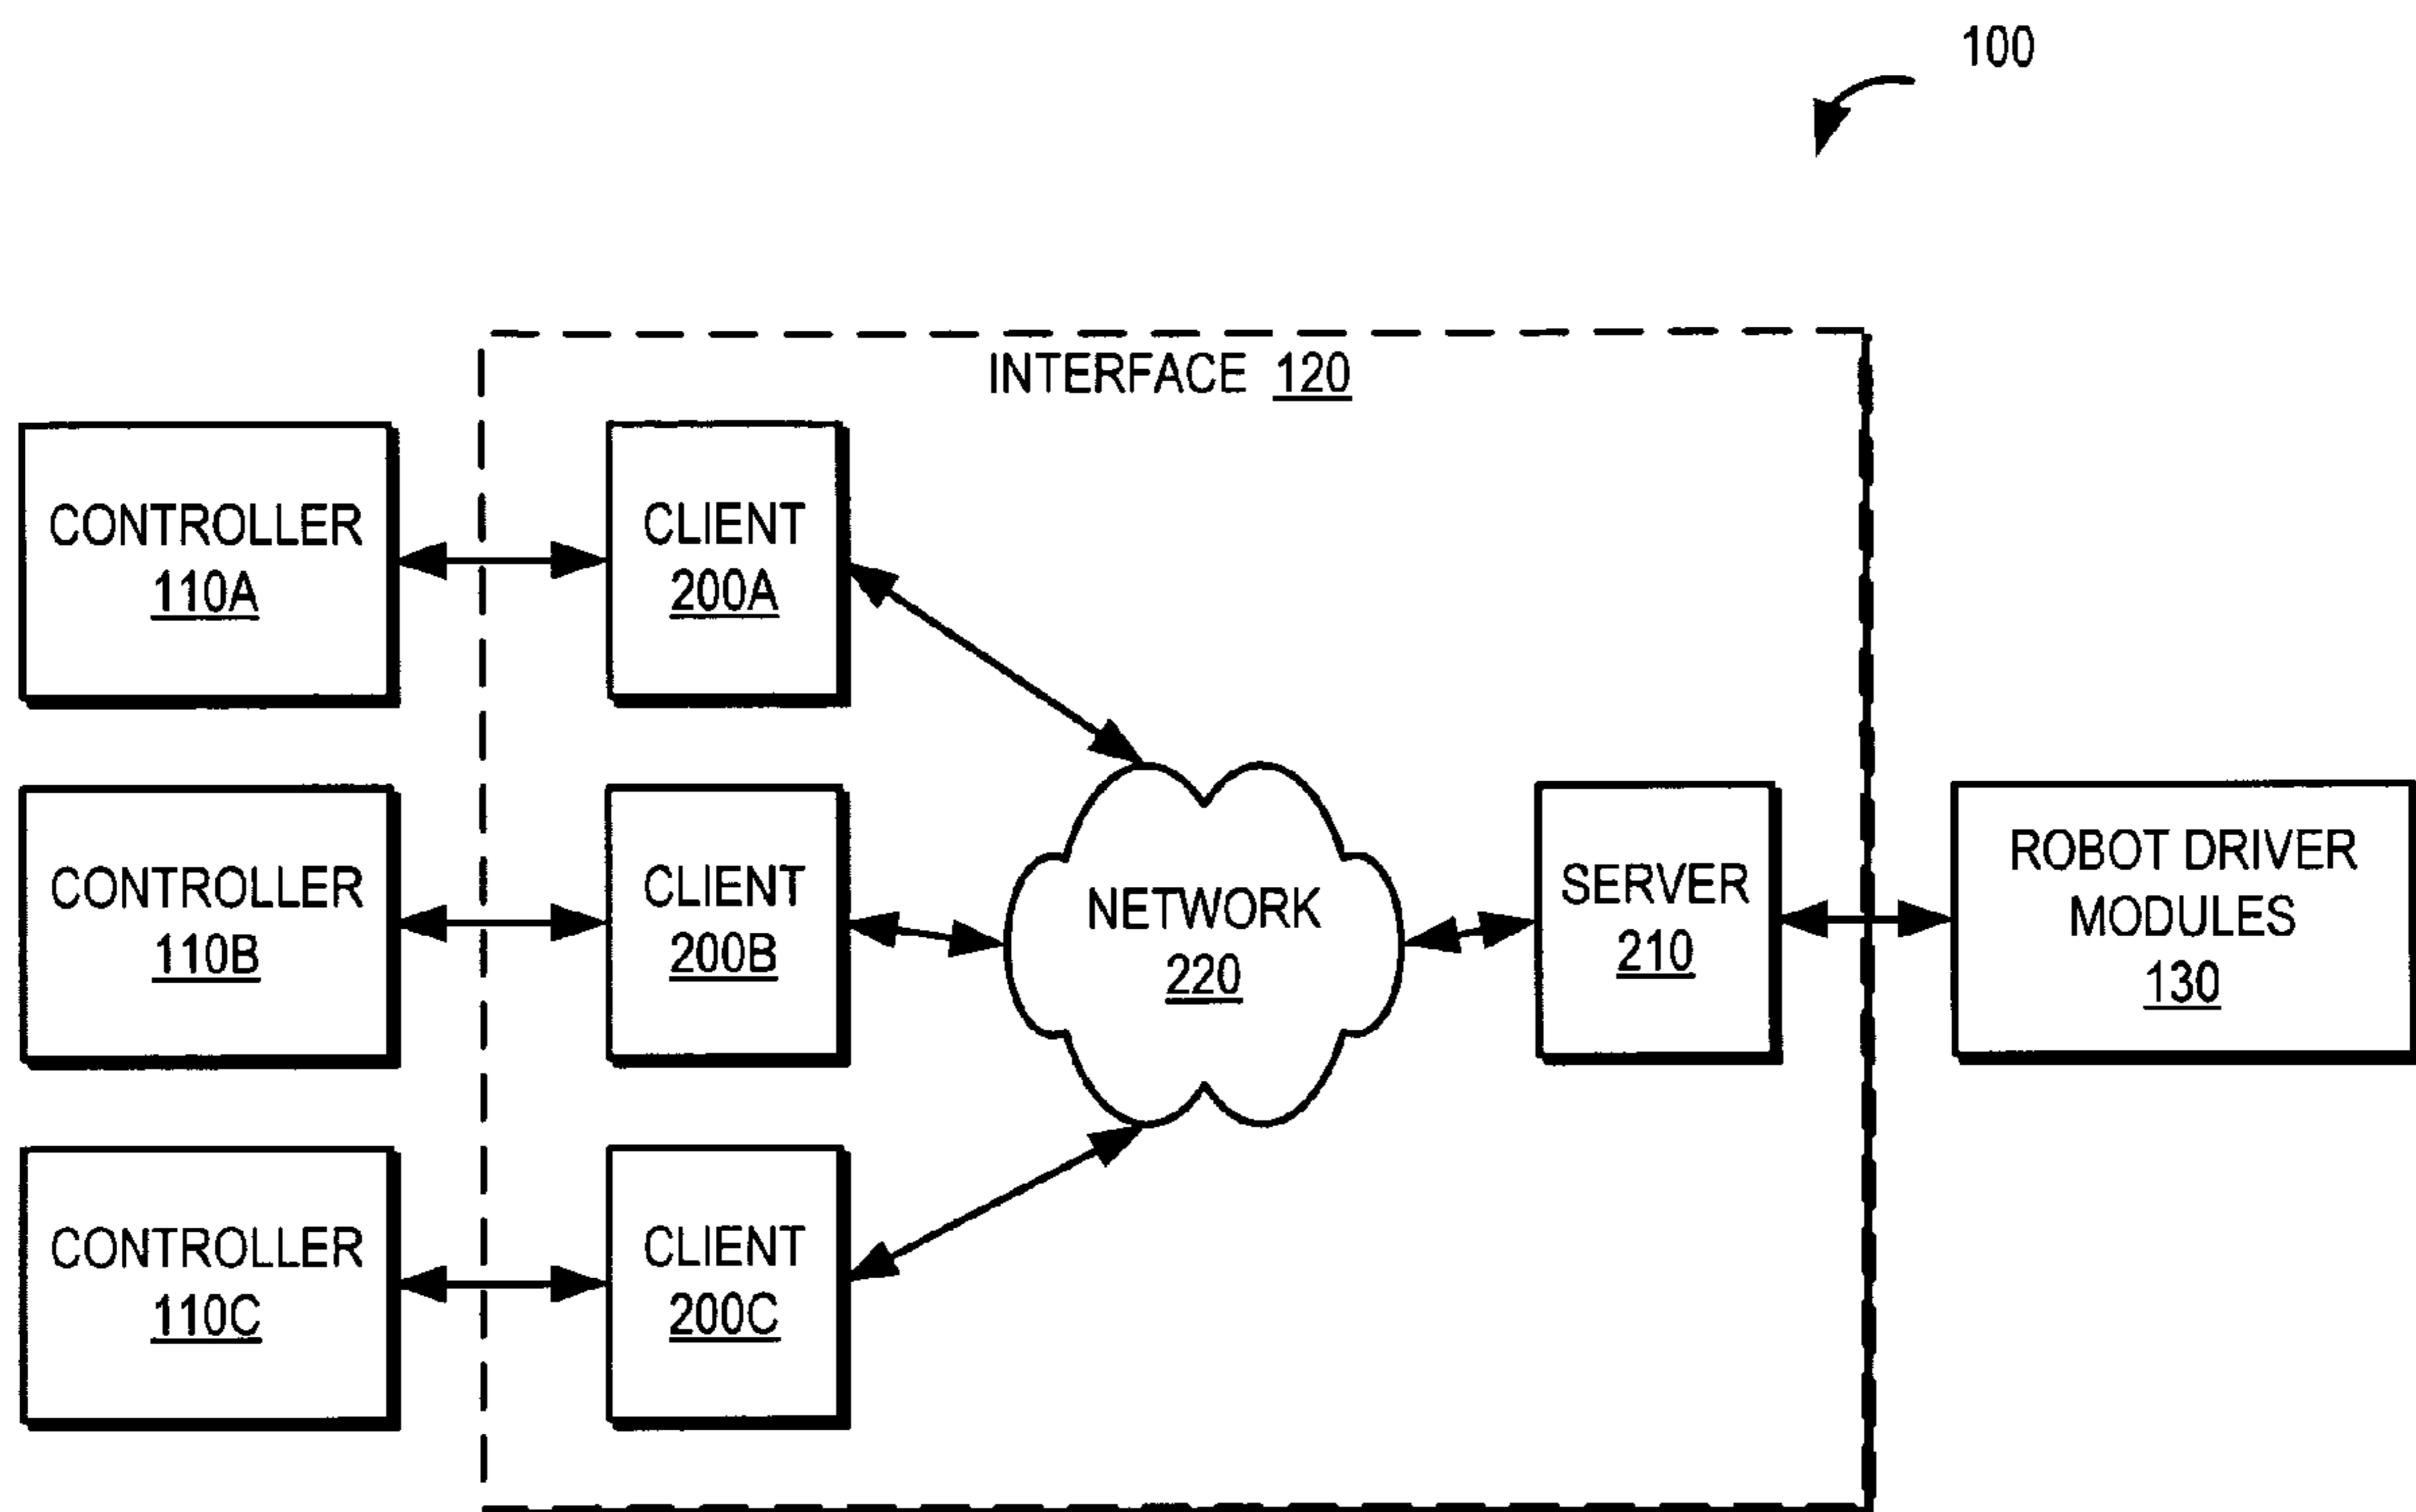 100
INTERFACE 120
CONTROLLER
110A
CLIENT
200A
CONTROLLER
110B
CLIENT
200B
NETWORK
220
SERVER
210
ROBOT DRIVER
MODULES
130
CONTROLLER
110C
CLIENT
200C